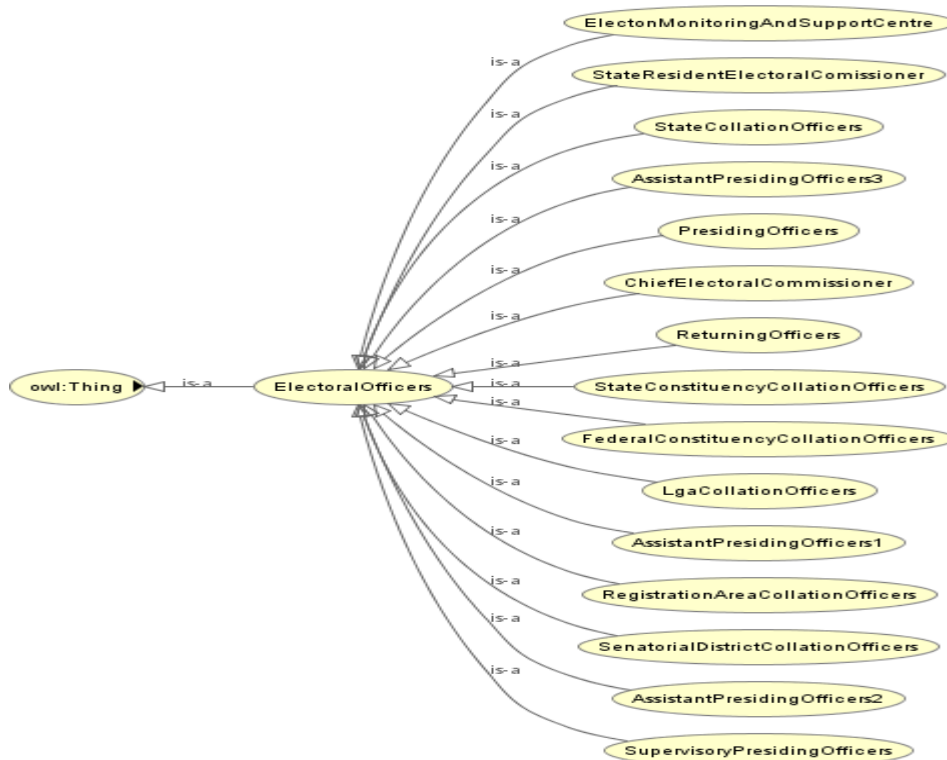 ElectonMonitoringAndSupportCentre
is-a
StateResidentElectoralComissioner
is-a
StateCollationOfficers
is-a
AssistantPresidingOfficers3
is-a
PresidingOfficers
is-a
ChiefElectoralCommissioner
is-a
ReturningOfficers
is-a
owl:Thing
is-a
ElectoralOfficers
is-a
StateConstituencyCollationOfficers
is-a
FederalConstituencyCollationOfficers
is-a
LgaCollationOfficers
is-a
AssistantPresidingOfficers1
is-a
RegistrationAreaCollationOfficers
is-a
SenatorialDistrictCollationOfficers
is-a
AssistantPresidingOfficers2
is-a
SupervisoryPresidingOfficers